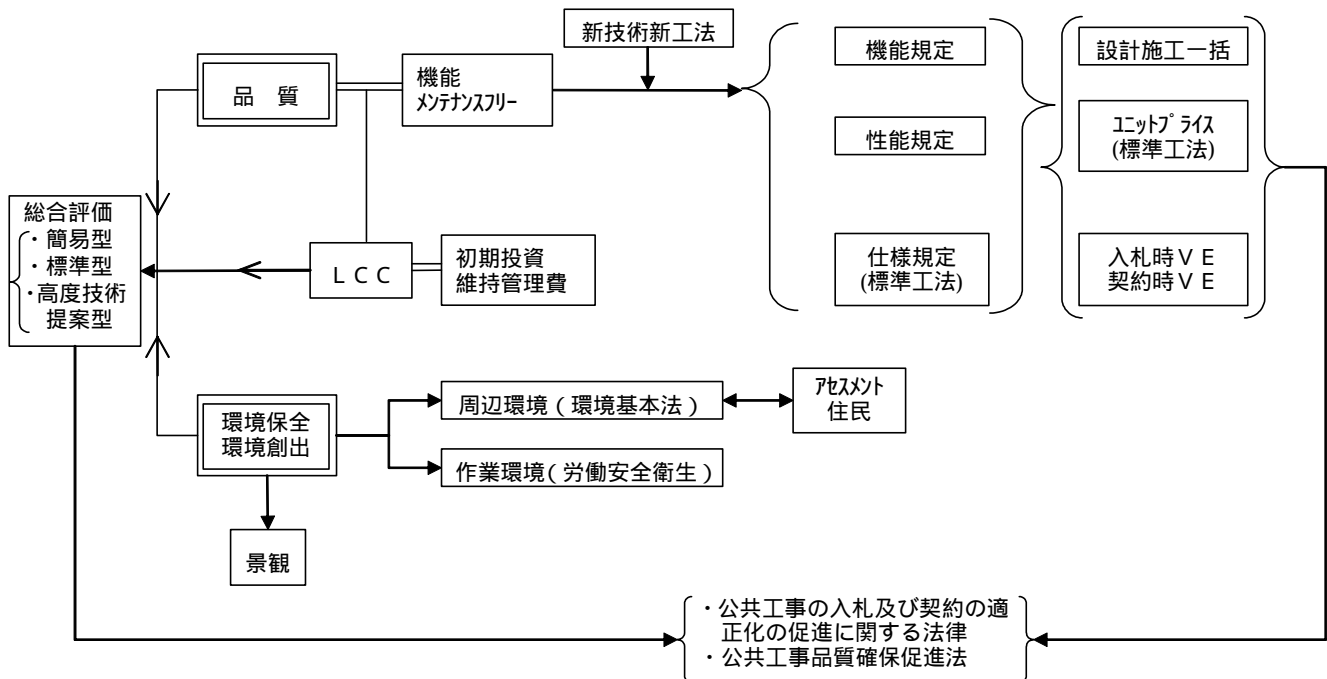 新技術新工法
品 質
機能
メンテナンスフリー
機能規定
性能規定
仕様規定
(標準工法)
設計施工一括
ユニットプライス
(標準工法)
入札時VE
契約時VE
総合評価
・簡易型
・標準型
・高度技術
提案型
LCC
初期投資
維持管理費
環境保全
環境創出
周辺環境(環境基本法)
アセスメント
住民
作業環境(労働安全衛生)
景観
・公共工事の入札及び契約の適
正化の促進に関する法律
・公共工事品質確保促進法